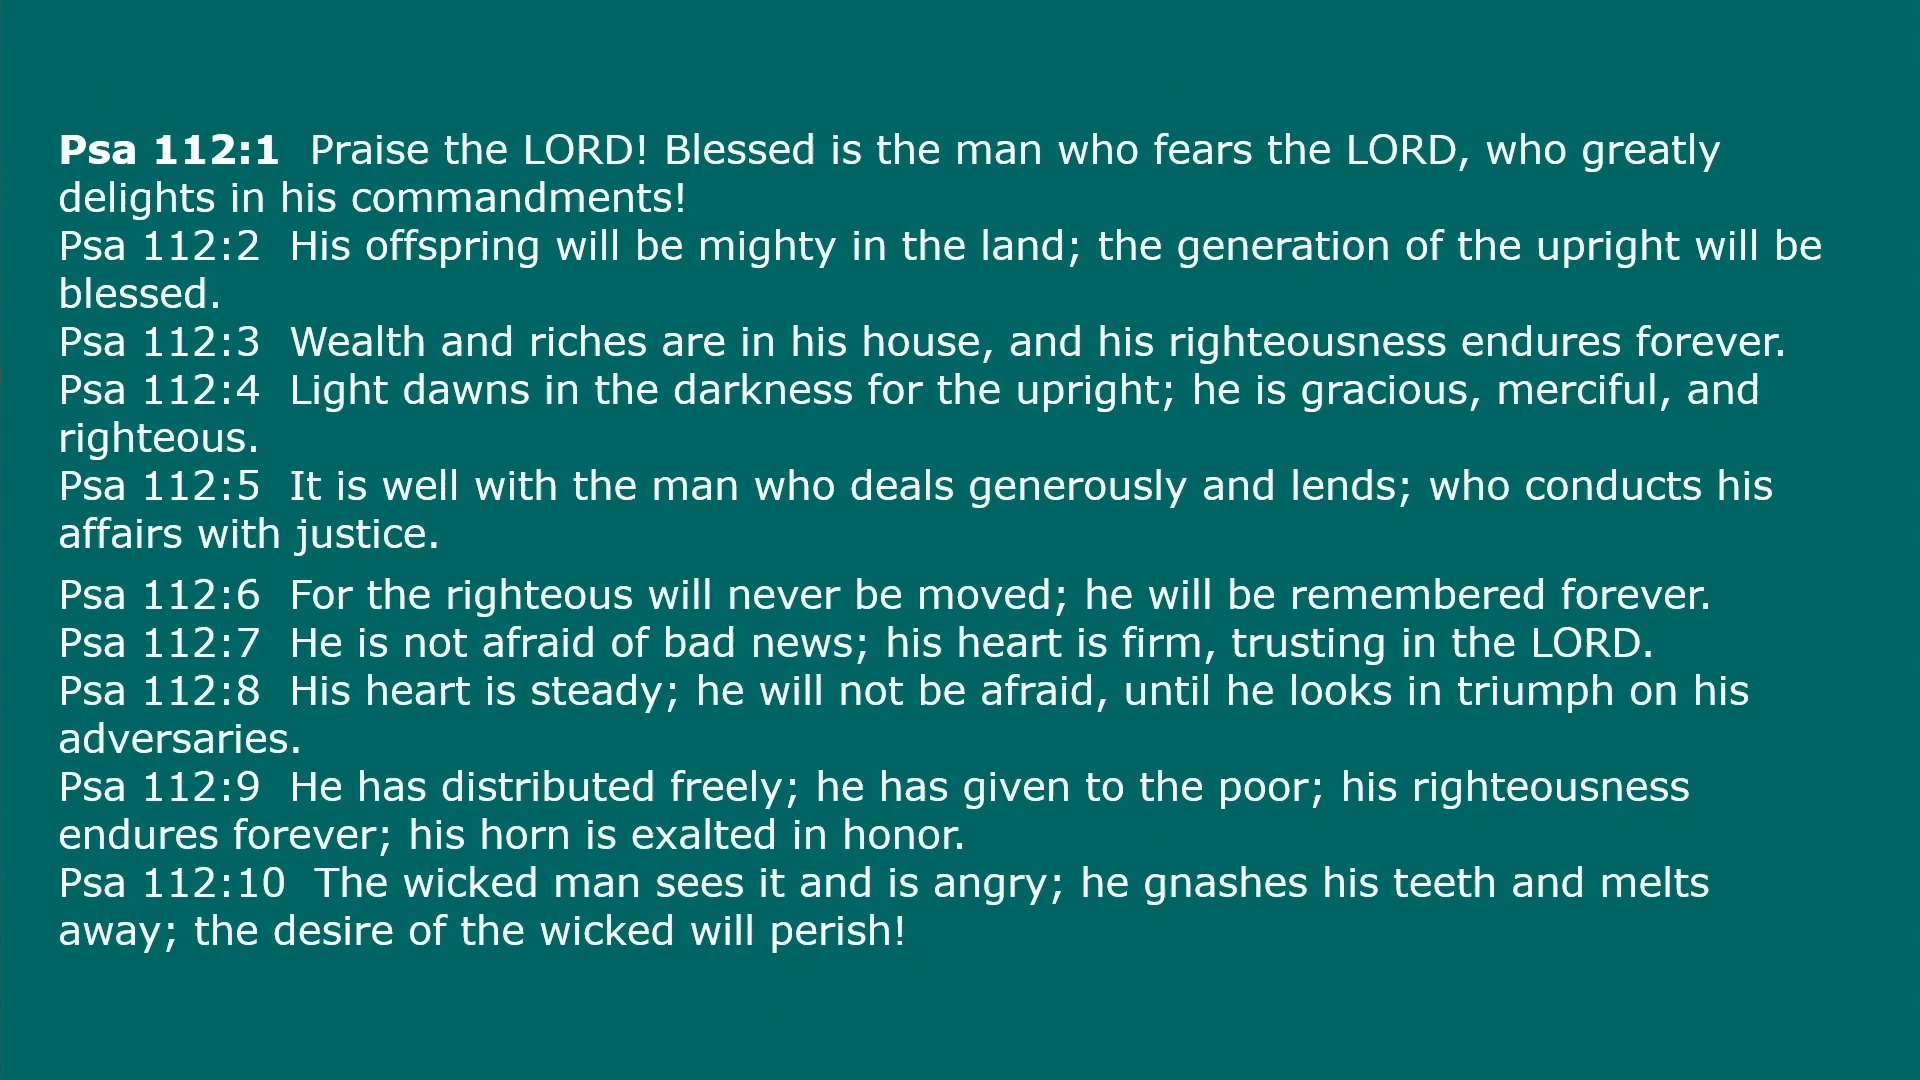 Psa 112:1  Praise the LORD! Blessed is the man who fears the LORD, who greatly
delights in his commandments!
Psa 112:2  His offspring will be mighty in the land; the generation of the upright will be
blessed.
Psa 112:3  Wealth and riches are in his house, and his righteousness endures forever.
Psa 112:4  Light dawns in the darkness for the upright; he is gracious, merciful, and
righteous.
Psa 112:5  It is well with the man who deals generously and lends; who conducts his
affairs with justice.
Psa 112:6  For the righteous will never be moved; he will be remembered forever.
Psa 112:7  He is not afraid of bad news; his heart is firm, trusting in the LORD.
Psa 112:8  His heart is steady; he will not be afraid, until he looks in triumph on his
adversaries.
Psa 112:9  He has distributed freely; he has given to the poor; his righteousness
endures forever; his horn is exalted in honor.
Psa 112:10  The wicked man sees it and is angry; he gnashes his teeth and melts
away; the desire of the wicked will perish!